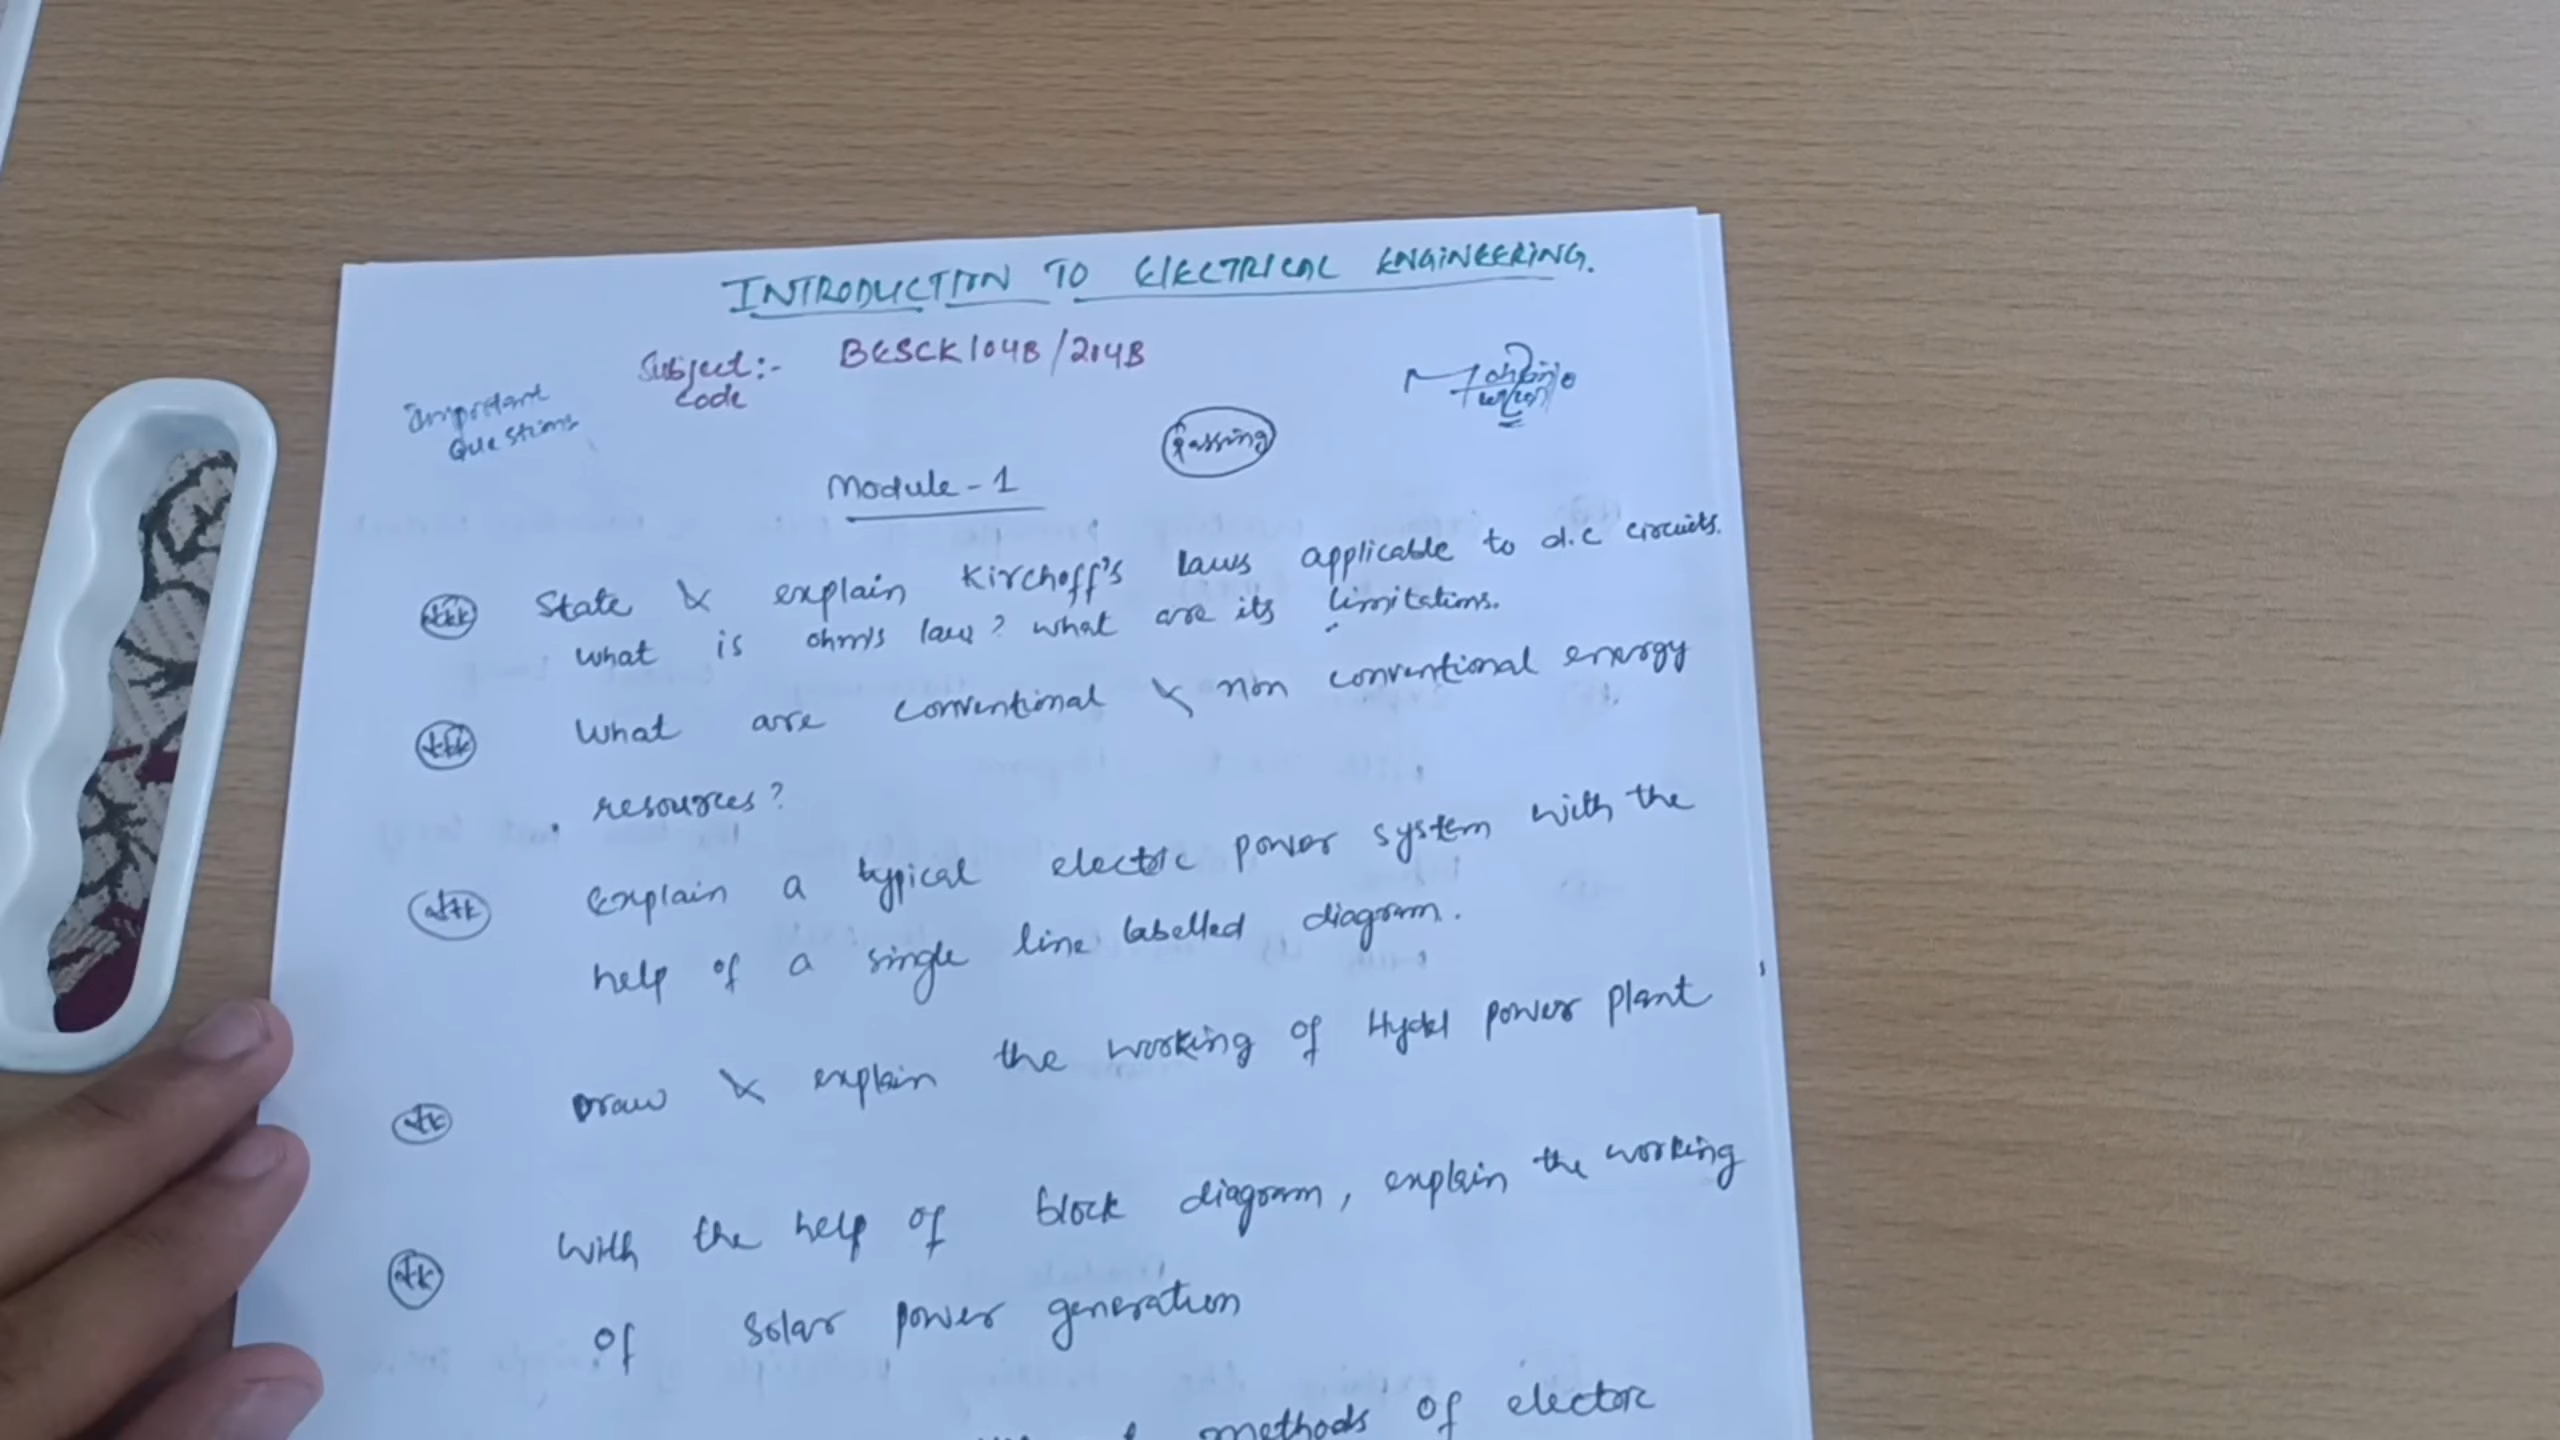 INTRODUCTION TO ELECTRICAL ENGINEERING.
Subject:- BESCK104B/204B
code
Important
Questions
Passing
Module - 1
State & explain Kirchoff's laws applicable to d.c circuits.
what is ohm's law? what are its limitations.
what are conventional & non conventional energy
resources?
Explain a typical electric power system with the
help of a single line labelled diagram.
Draw & explain the working of Hydel power plant
with the help of block diagram, explain the working
of solar power generation
methods of electric